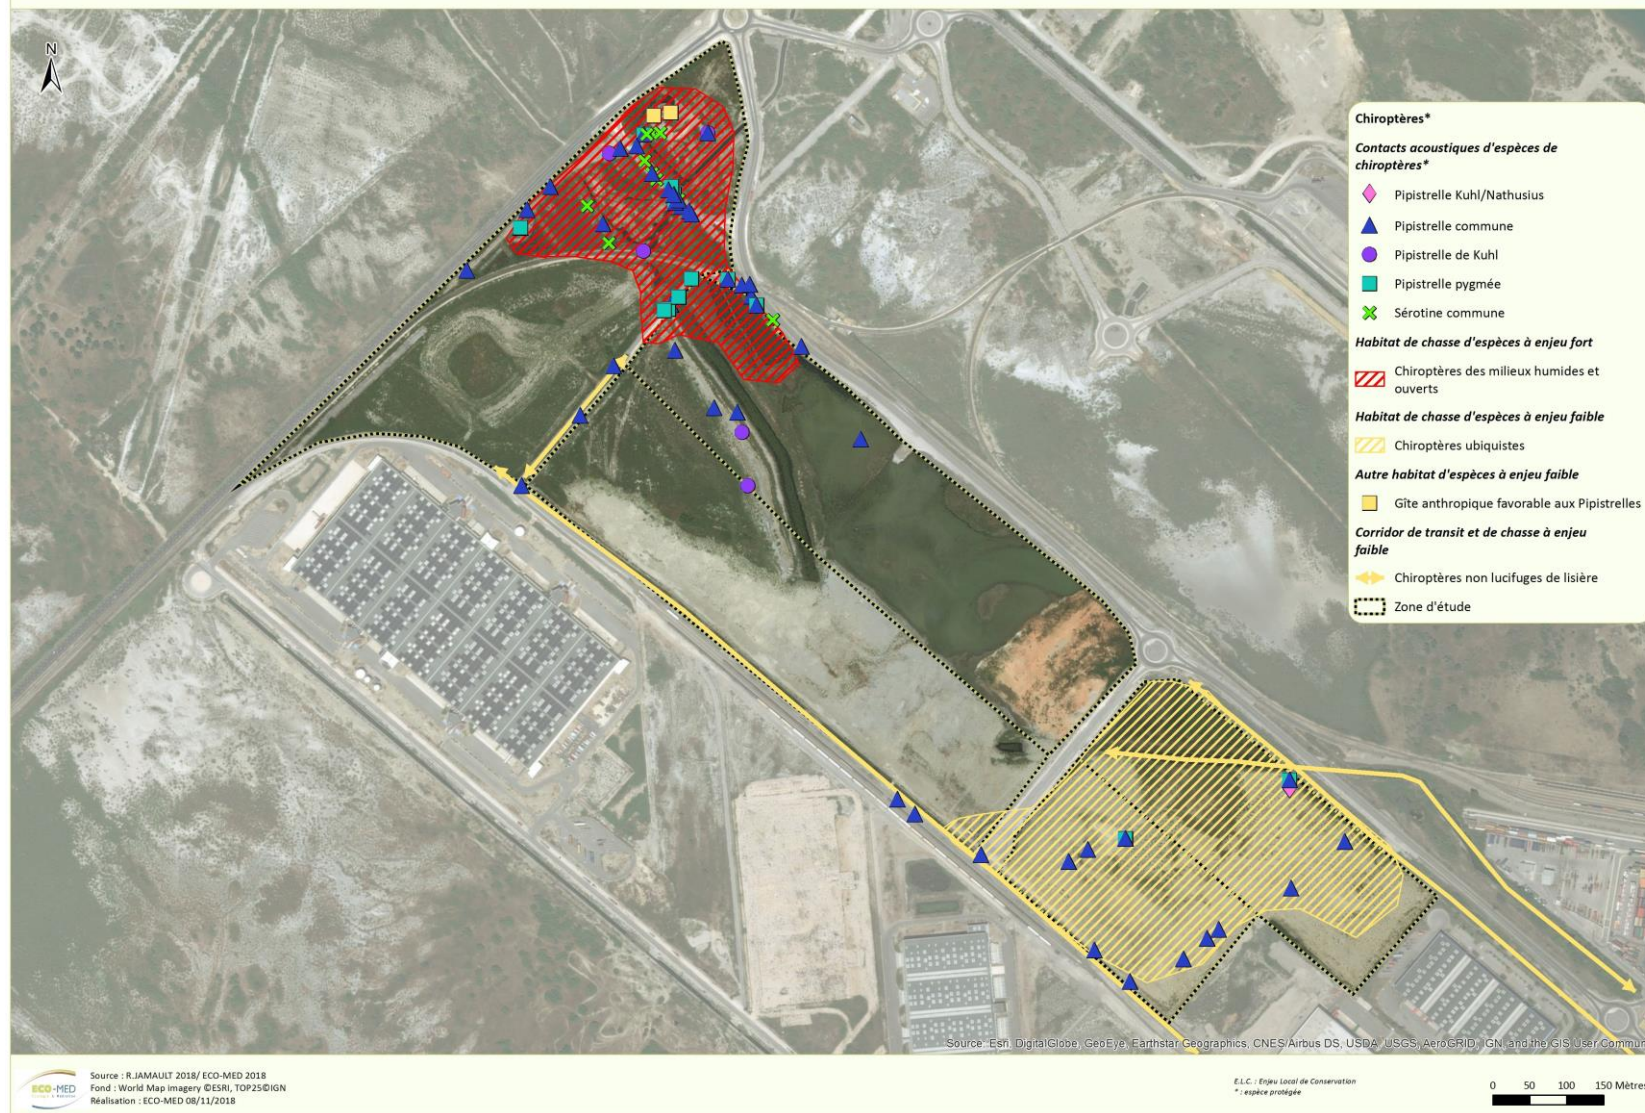 N
Chiroptères*
Contacts acoustiques d'espèces de
chiroptères*
Pipistrelle Kuhl/Nathusius
Pipistrelle commune
Pipistrelle de Kuhl
Pipistrelle pygmée
Sérotine commune
Habitat de chasse d'espèces à enjeu fort
Chiroptères des milieux humides et
ouverts
Habitat de chasse d'espèces à enjeu faible
Chiroptères ubiquistes
Autre habitat d'espèces à enjeu faible
Gîte anthropique favorable aux Pipistrelles
Corridor de transit et de chasse à enjeu
faible
Chiroptères non lucifuges de lisière
Zone d'étude
Source: Esri, DigitalGlobe, GeoEye, Earthstar Geographics, CNES/Airbus DS, USDA, USGS, AeroGRID, IGN, and the GIS User Commun
ECO-MED
Source : R.JAMAULT 2018/ ECO-MED 2018
Fond : World Map imagery ©ESRI, TOP25©IGN
Réalisation : ECO-MED 08/11/2018
E.L.C. : Enjeu Local de Conservation
* : espèce protégée
0 50 100 150 Mètres